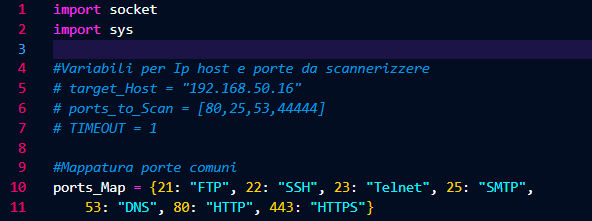 1 import socket
2 import sys
3
4 #Variabili per Ip host e porte da scannerizzere
5 # target_Host = "192.168.50.16"
6 # ports_to_Scan = [80,25,53,44444]
7 # TIMEOUT = 1
8
9 #Mappatura porte comuni
10 ports_Map = {21: "FTP", 22: "SSH", 23: "Telnet", 25: "SMTP",
11 53: "DNS", 80: "HTTP", 443: "HTTPS"}